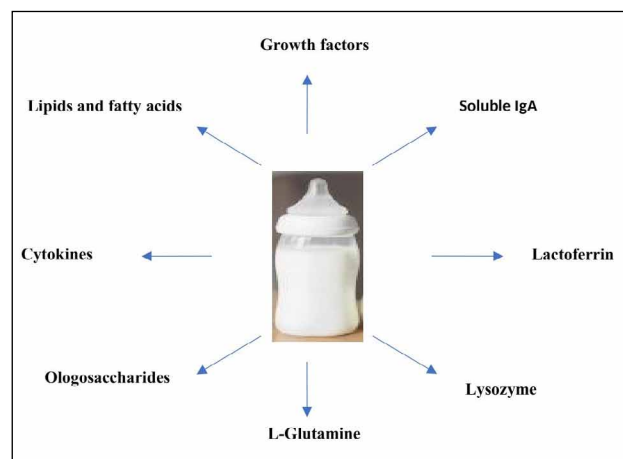 Growth factors
Lipids and fatty acids
Soluble IgA
Cytokines
Lactoferrin
Ologosaccharides
Lysozyme
L-Glutamine